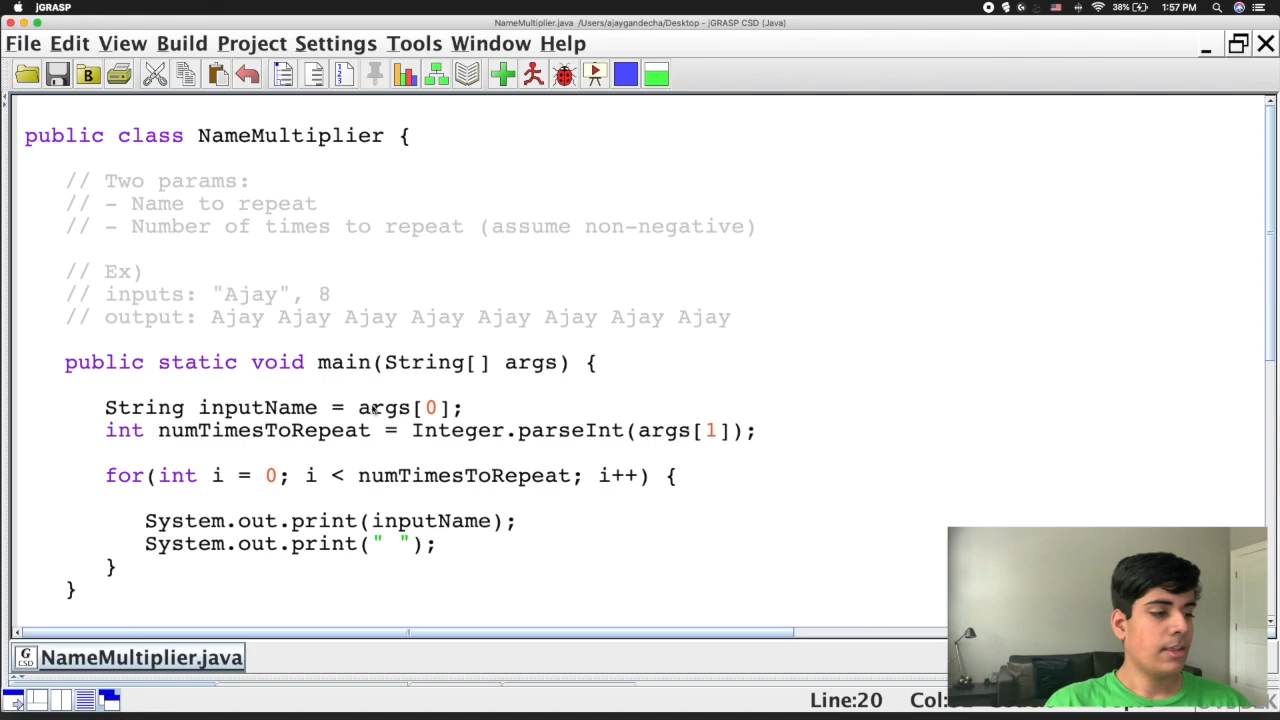 jGRASP
38%
1:57 PM
NameMultiplier.java /Users/ajaygandecha/Desktop - jGRASP CSD (Java)
File Edit View Build Project Settings Tools Window Help
public class NameMultiplier {
// Two params:
// - Name to repeat
// - Number of times to repeat (assume non-negative)
// Ex)
// inputs: "Ajay", 8
// output: Ajay Ajay Ajay Ajay Ajay Ajay Ajay Ajay
public static void main(String[] args) {
String inputName = args[0];
int numTimesToRepeat = Integer.parseInt(args[1]);
for(int i = 0; i < numTimesToRepeat; i++) {
System.out.print(inputName);
System.out.print(" ");
}
}
NameMultiplier.java
Line:20